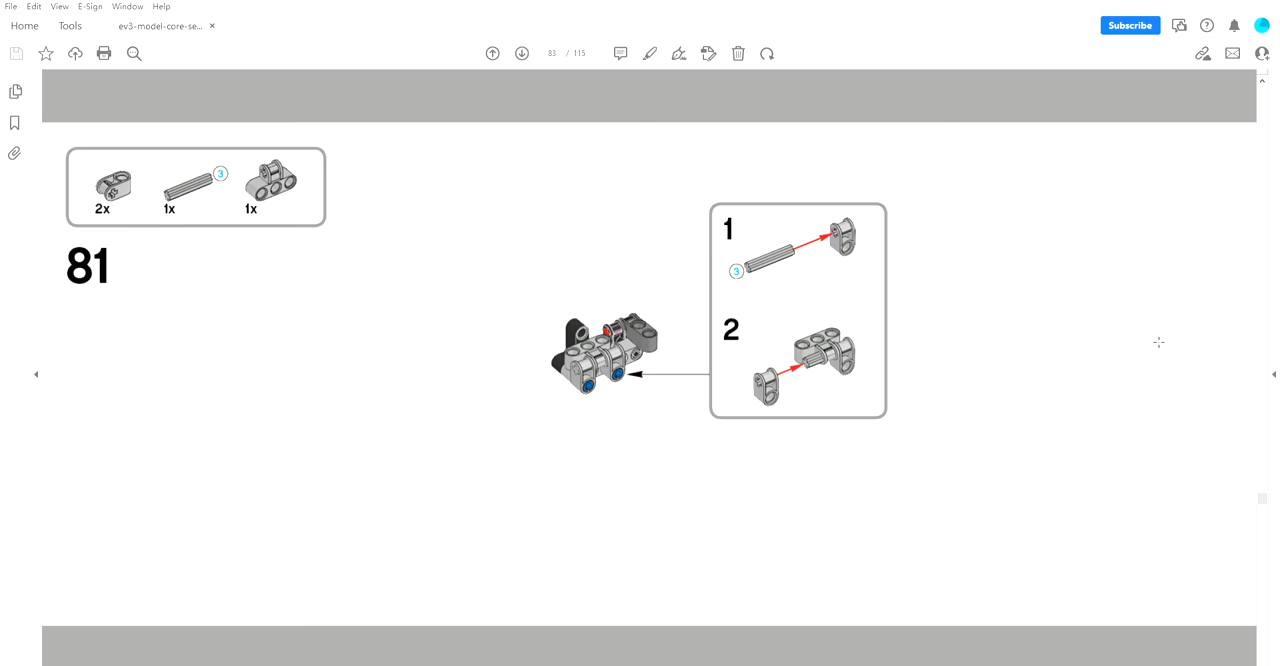 File Edit View E-Sign Window Help
Home Tools ev3-model-core-se... ×
Subscribe
83 / 115
3
2x 1x 1x
81
1
3
2